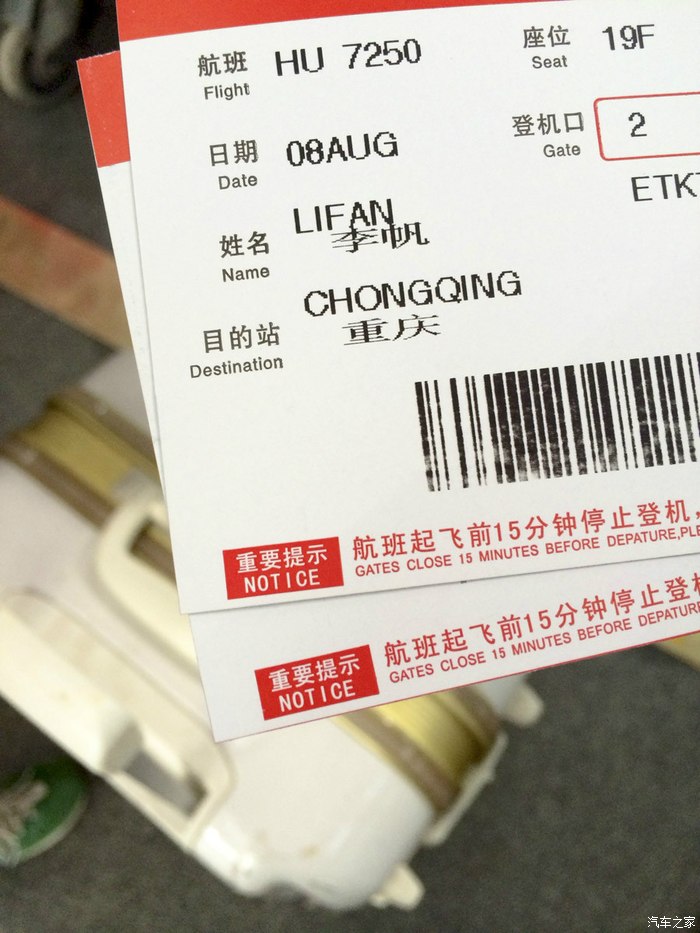 航班 HU 7250 座位 19F
Flight Seat
日期 08AUG 登机口 2
Date Gate
ETKT
姓名 LIFAN
李帆
Name
目的站 CHONGQING
重庆
Destination
重要提示 航班起飞前15分钟停止登机，
NOTICE GATES CLOSE 15 MINUTES BEFORE DEPATURE,
重要提示 航班起飞前15分钟停止登机
NOTICE GATES CLOSE 15 MINUTES BEFORE DEPATURE
汽车之家